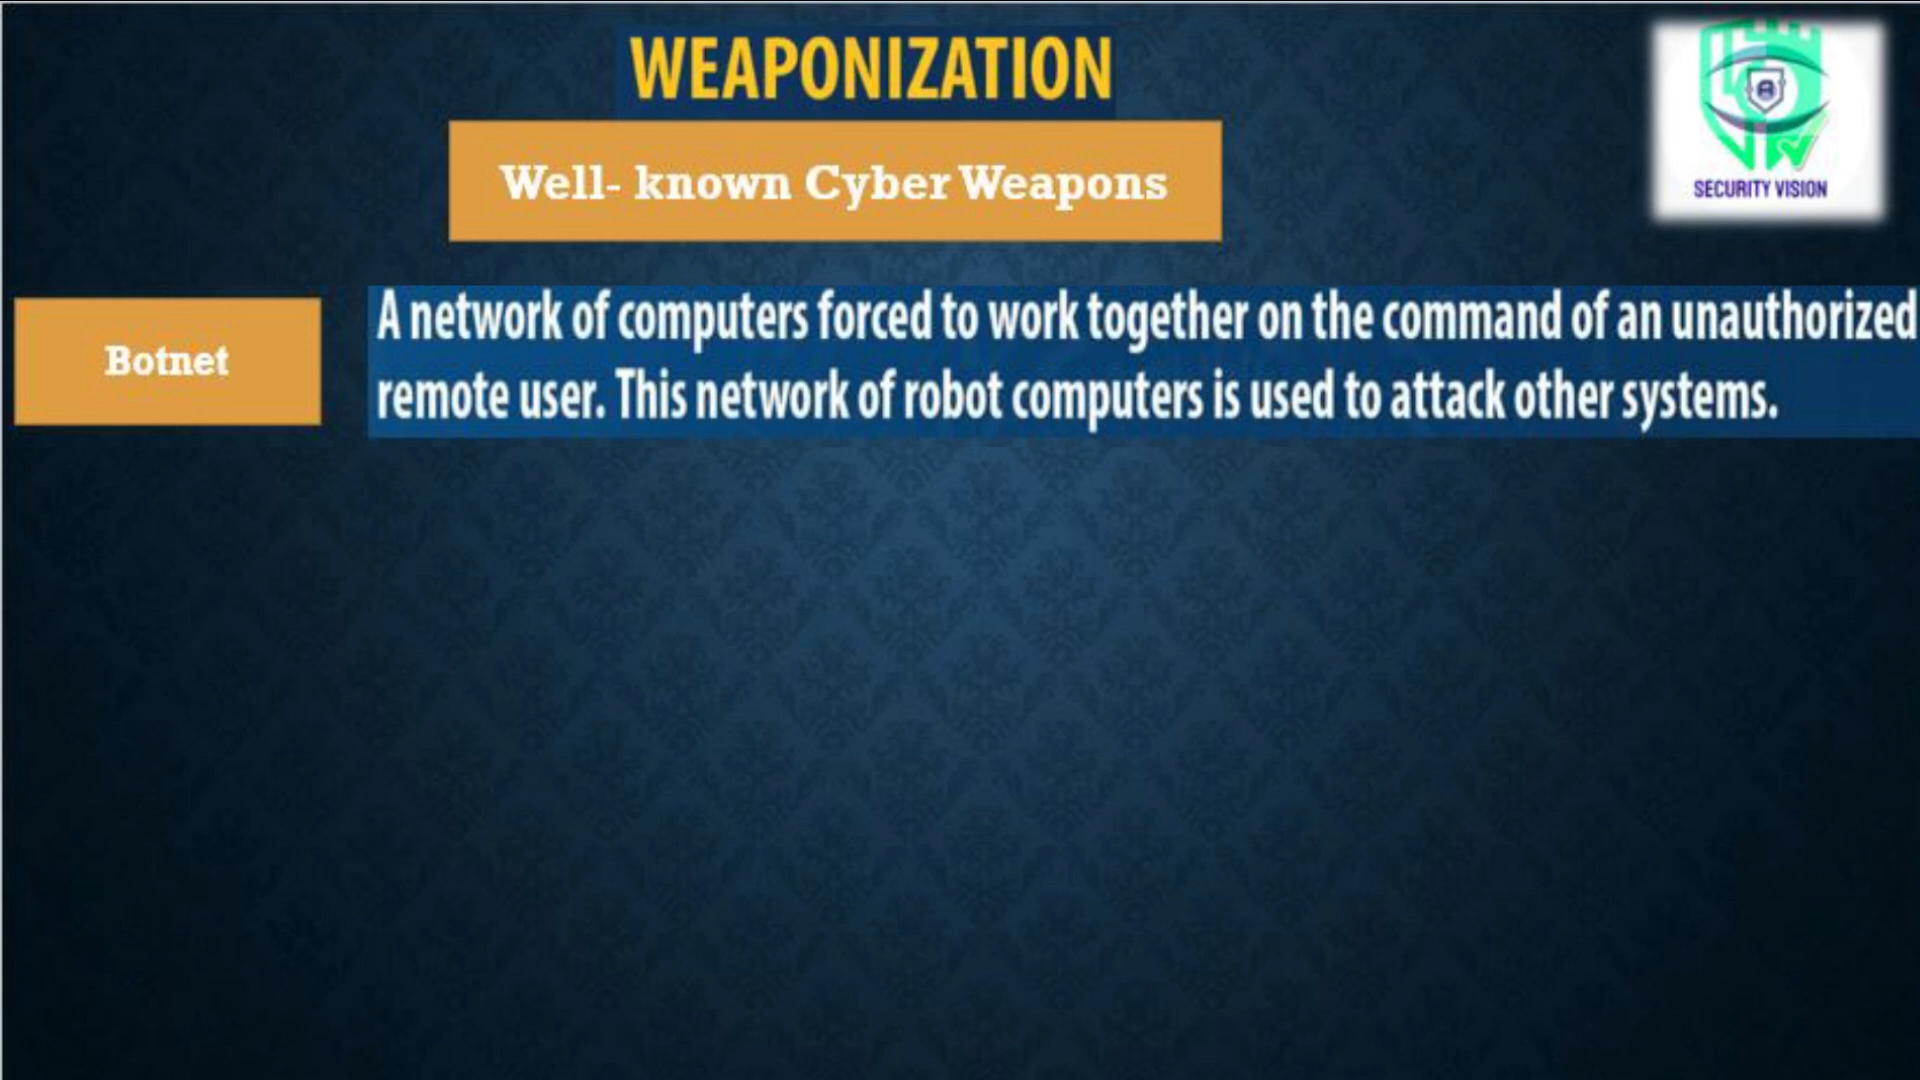 WEAPONIZATION
Well- known Cyber Weapons
SECURITY VISION
Botnet
A network of computers forced to work together on the command of an unauthorized
remote user. This network of robot computers is used to attack other systems.